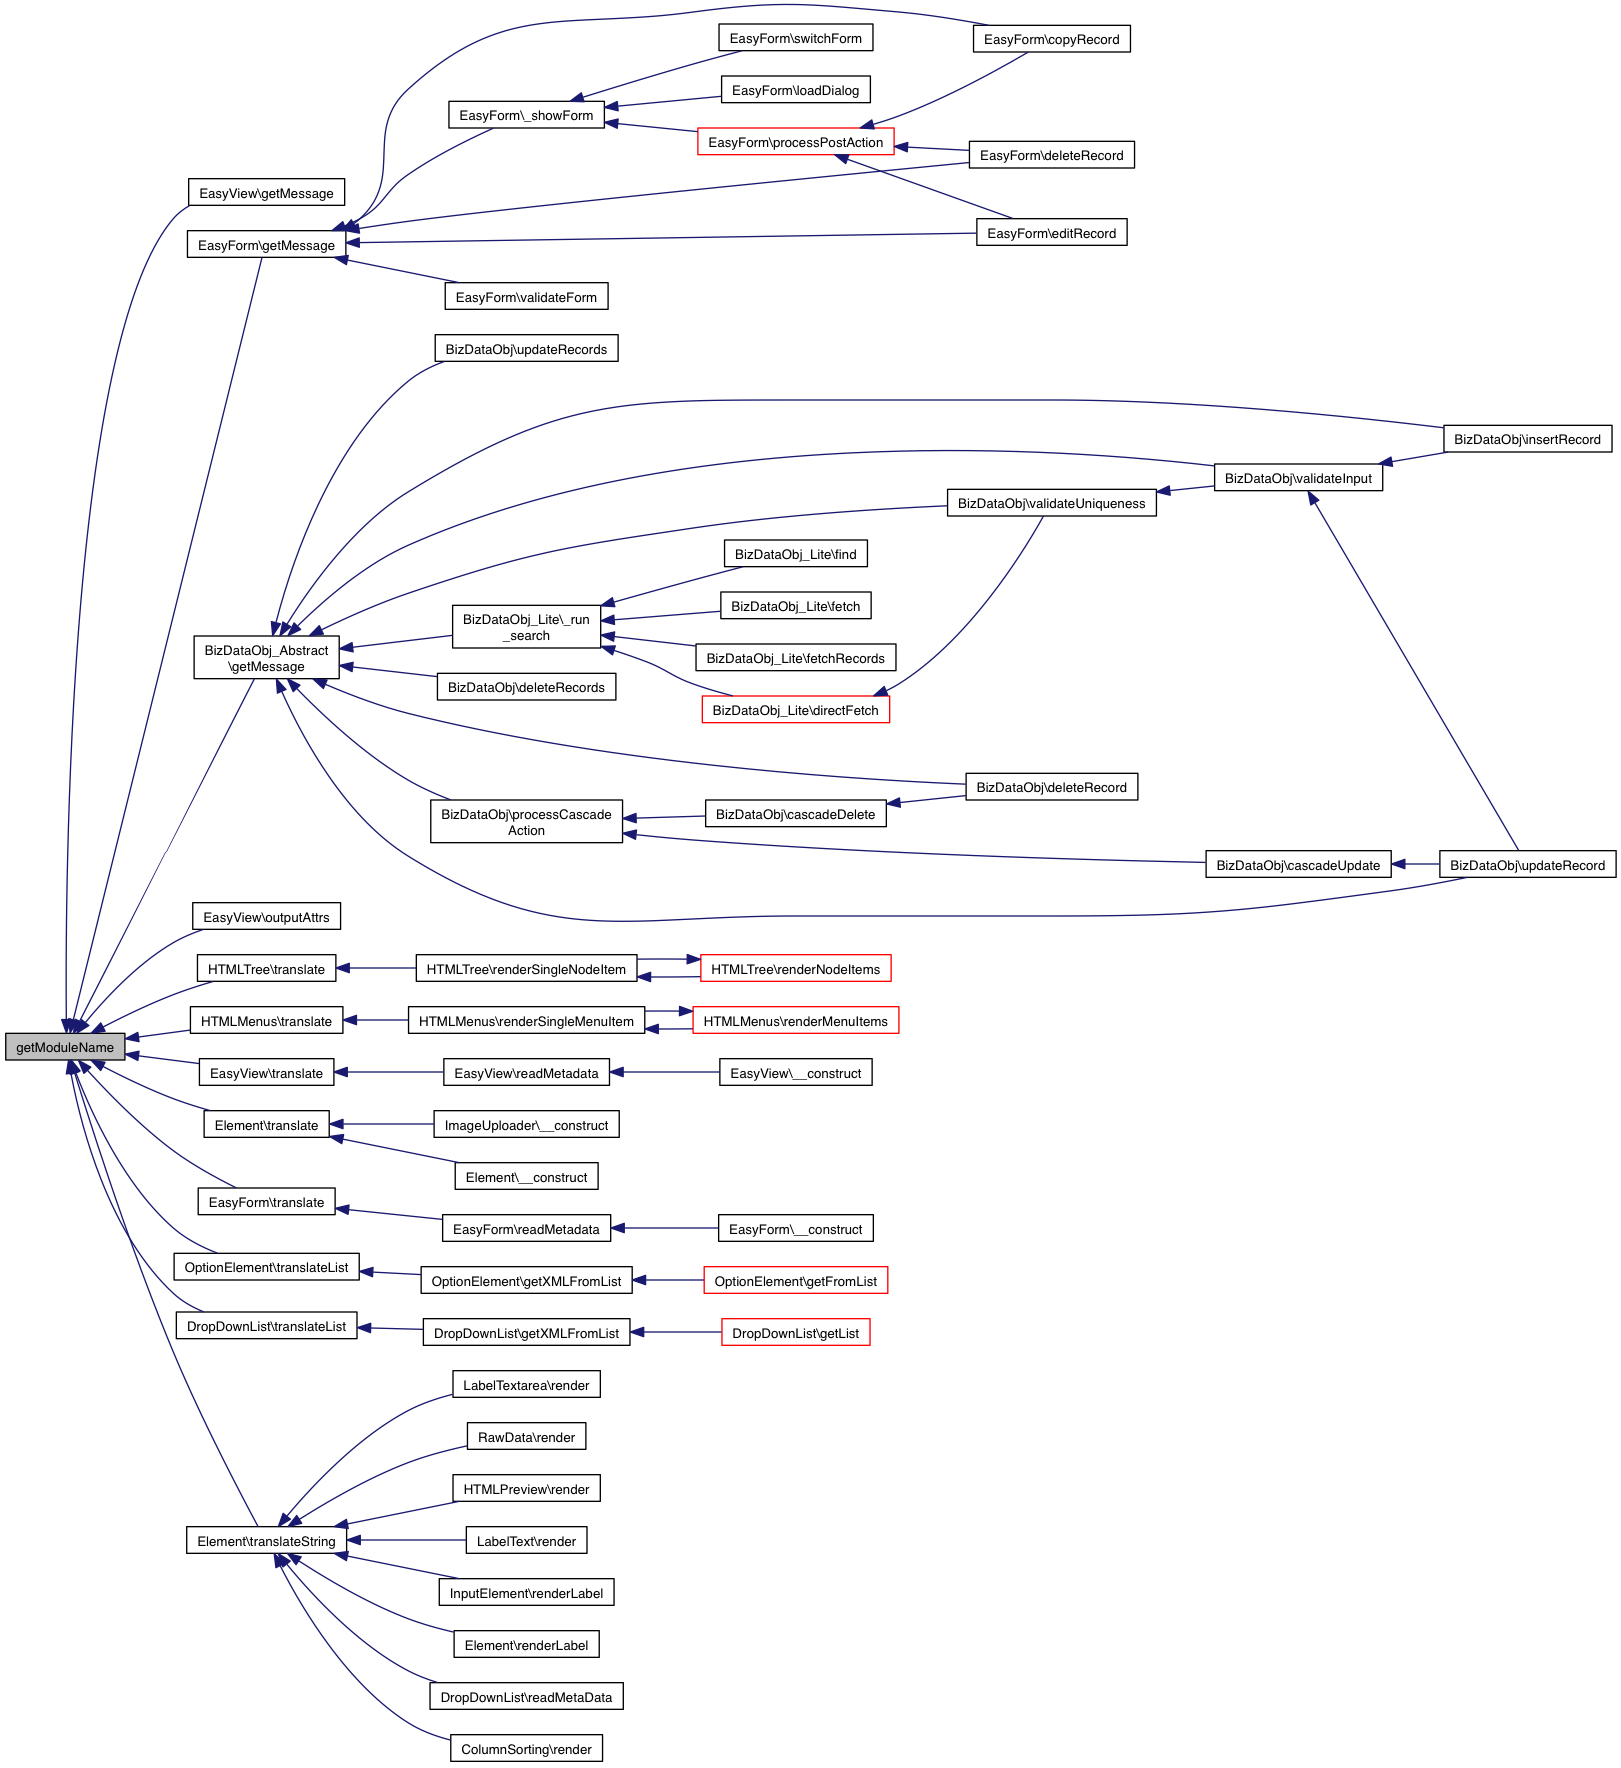 EasyForm\switchForm
EasyForm\copyRecord
EasyForm\loadDialog
EasyForm\_showForm
EasyForm\processPostAction
EasyForm\deleteRecord
EasyView\getMessage
EasyForm\getMessage
EasyForm\editRecord
EasyForm\validateForm
BizDataObj\updateRecords
BizDataObj\insertRecord
BizDataObj\validateInput
BizDataObj\validateUniqueness
BizDataObj_Lite\find
BizDataObj_Lite\fetch
BizDataObj_Lite\_run
_search
BizDataObj_Abstract
\getMessage
BizDataObj_Lite\fetchRecords
BizDataObj\deleteRecords
BizDataObj_Lite\directFetch
BizDataObj\deleteRecord
BizDataObj\processCascade
Action
BizDataObj\cascadeDelete
BizDataObj\cascadeUpdate
BizDataObj\updateRecord
EasyView\outputAttrs
HTMLTree\translate
HTMLTree\renderSingleNodeItem
HTMLTree\renderNodeItems
HTMLMenus\translate
HTMLMenus\renderSingleMenuItem
HTMLMenus\renderMenuItems
getModuleName
EasyView\translate
EasyView\readMetadata
EasyView\__construct
Element\translate
ImageUploader\__construct
Element\__construct
EasyForm\translate
EasyForm\readMetadata
EasyForm\__construct
OptionElement\translateList
OptionElement\getXMLFromList
OptionElement\getFromList
DropDownList\translateList
DropDownList\getXMLFromList
DropDownList\getList
LabelTextarea\render
RawData\render
HTMLPreview\render
Element\translateString
LabelText\render
InputElement\renderLabel
Element\renderLabel
DropDownList\readMetaData
ColumnSorting\render